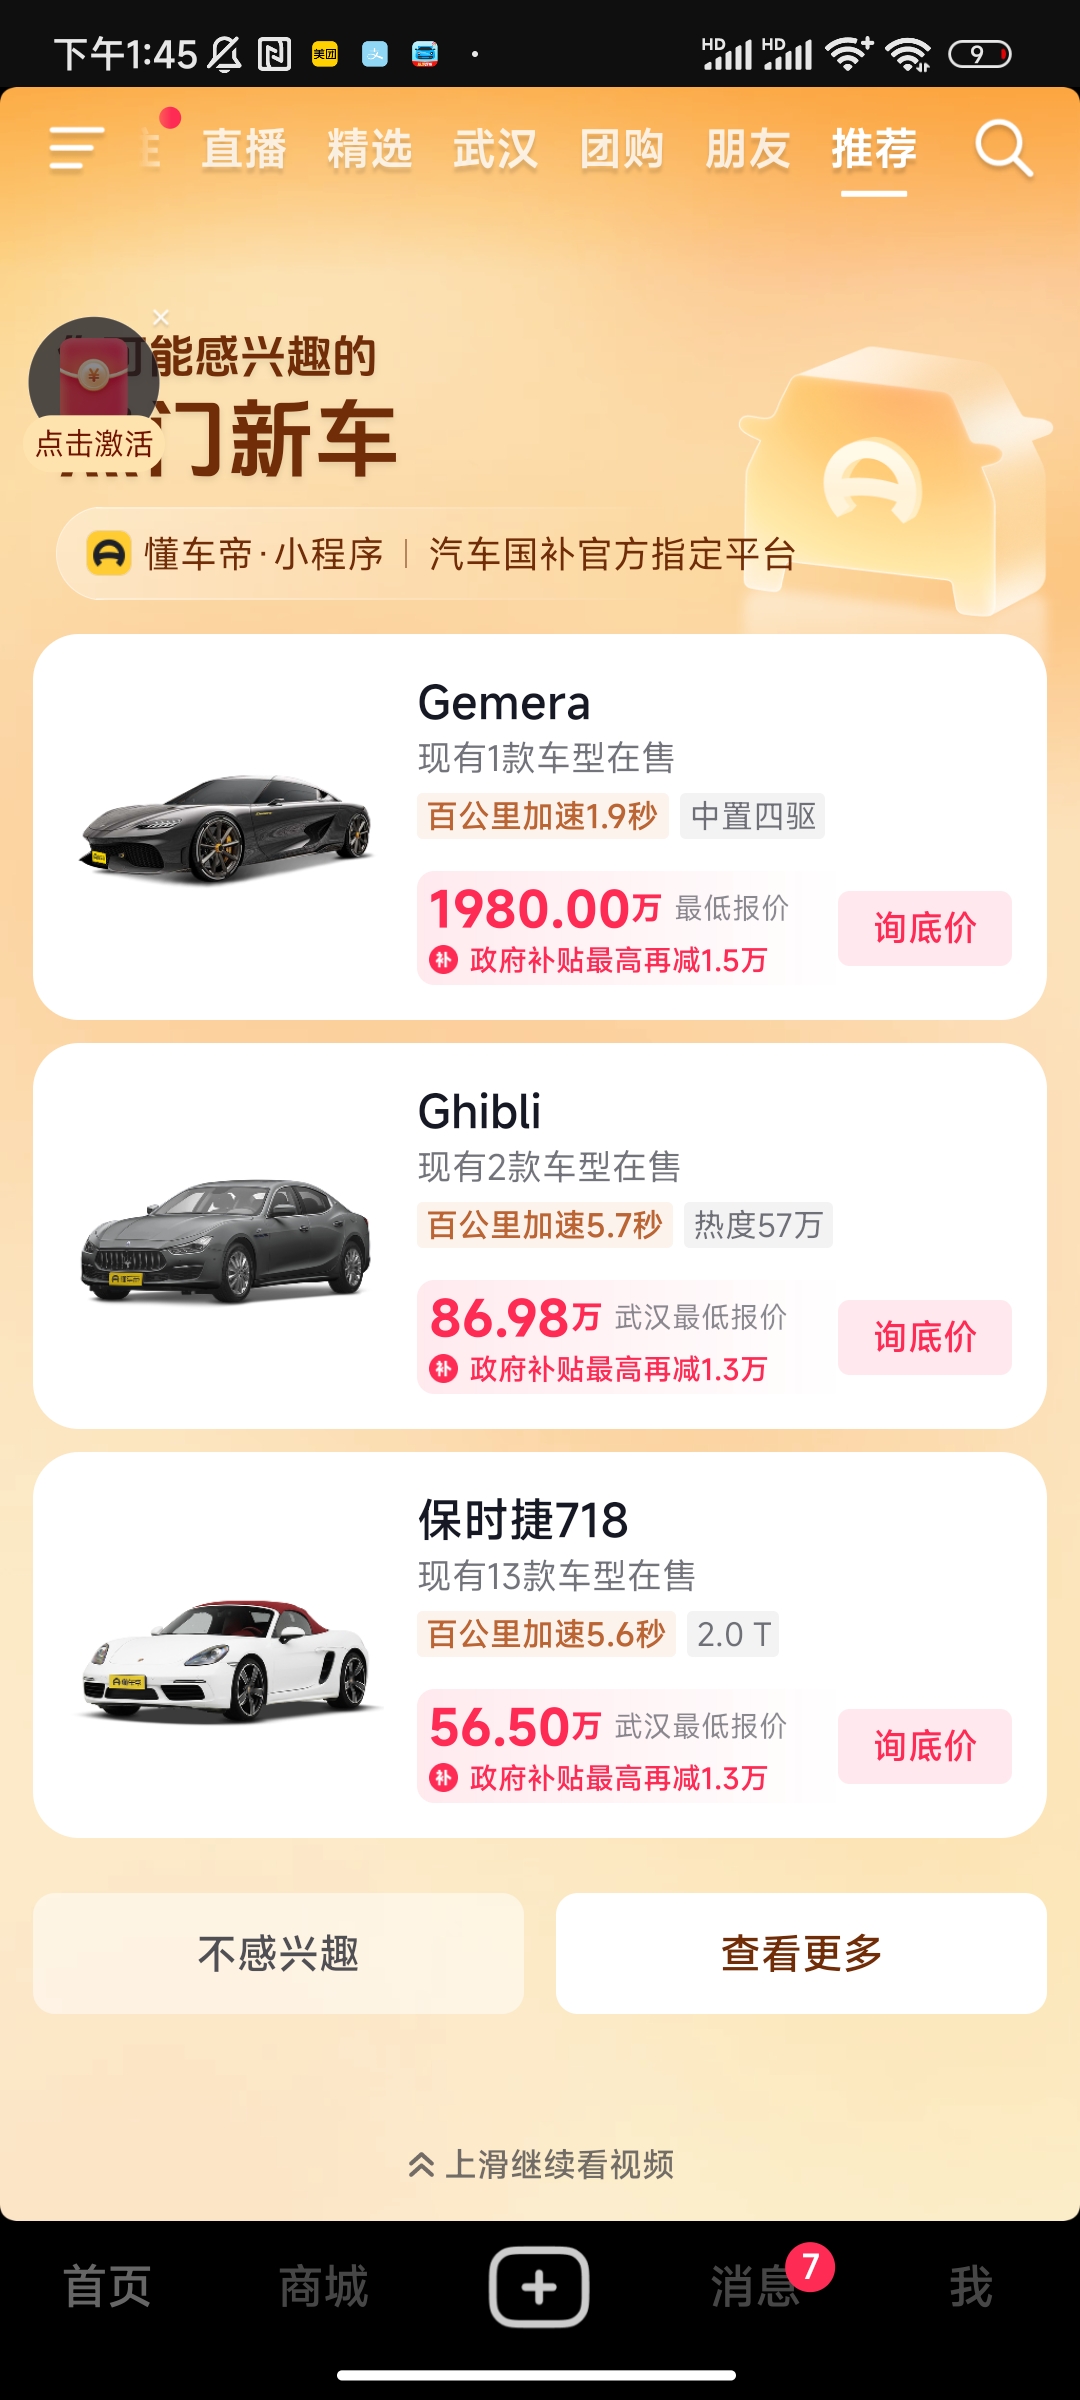 下午1:45
美团
HD
HD
9
直播 精选 武汉 团购 朋友 推荐
可能感兴趣的
门新车
点击激活
懂车帝·小程序 | 汽车国补官方指定平台
Gemera
现有1款车型在售
百公里加速1.9秒 中置四驱
1980.00万 最低报价
补 政府补贴最高再减1.5万
询底价
Ghibli
现有2款车型在售
百公里加速5.7秒 热度57万
86.98万 武汉最低报价
补 政府补贴最高再减1.3万
询底价
保时捷718
现有13款车型在售
百公里加速5.6秒 2.0 T
56.50万 武汉最低报价
补 政府补贴最高再减1.3万
询底价
不感兴趣 查看更多
上滑继续看视频
首页 商城 消息 7 我